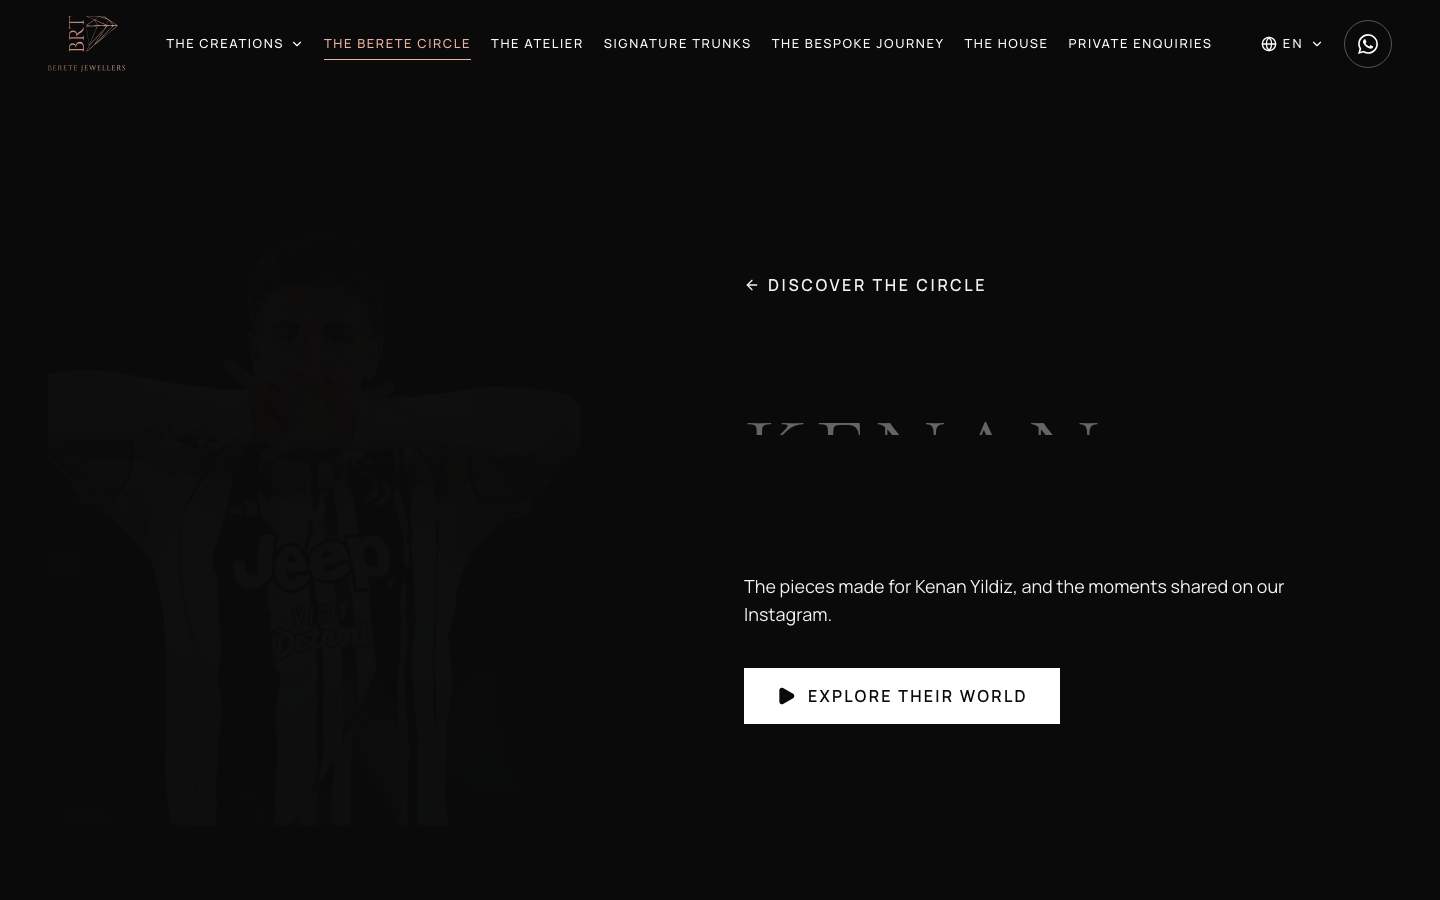 BRT
BERETE JEWELLERS
THE CREATIONS
THE BERETE CIRCLE
THE ATELIER
SIGNATURE TRUNKS
THE BESPOKE JOURNEY
THE HOUSE
PRIVATE ENQUIRIES
EN
← DISCOVER THE CIRCLE
KENAN
Jeep
The pieces made for Kenan Yildiz, and the moments shared on our
Instagram.
EXPLORE THEIR WORLD